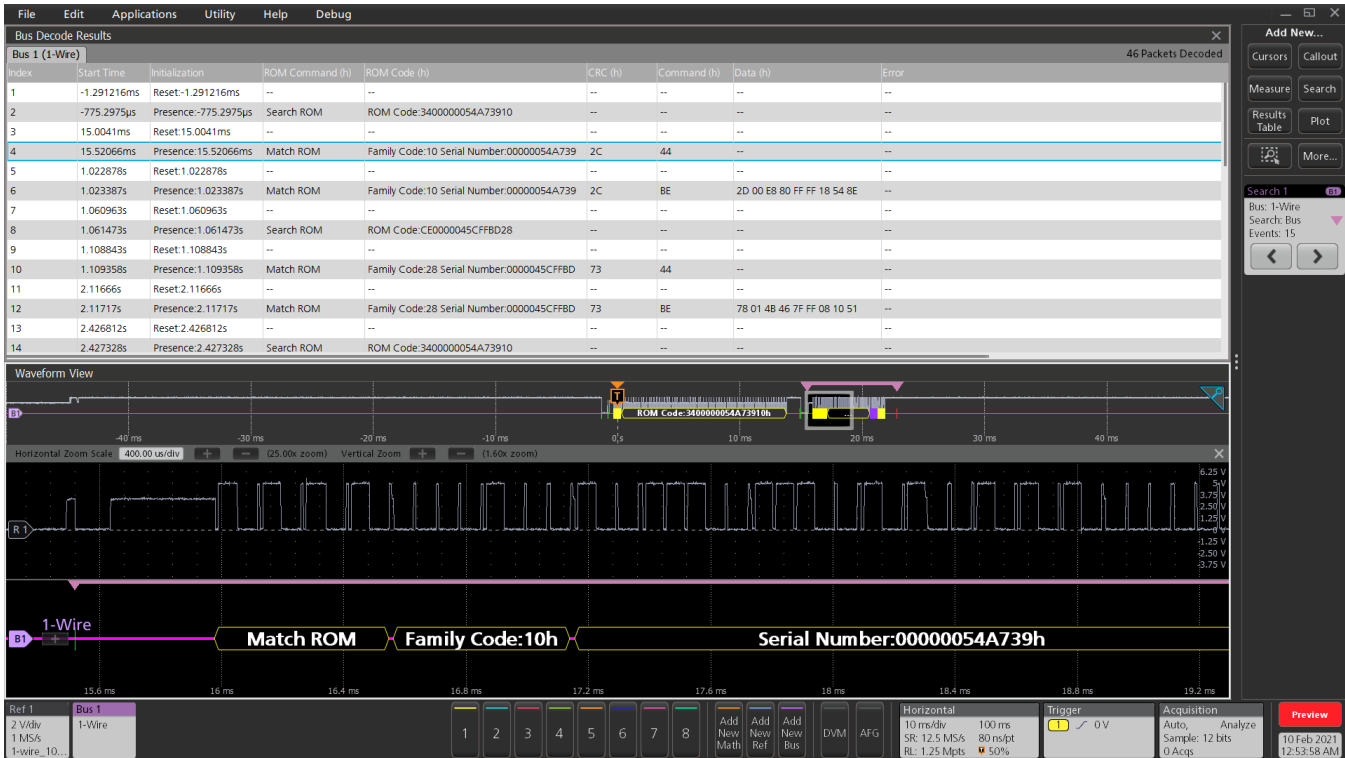 File Edit Applications Utility Help Debug
Bus Decode Results
Bus 1 (1-Wire) 46 Packets Decoded
Index Start Time Initialization ROM Command (h) ROM Code (h) CRC (h) Command (h) Data (h) Error
1 -1.291216ms Reset:-1.291216ms -- -- -- -- -- --
2 -775.2975µs Presence:-775.2975µs Search ROM ROM Code:3400000054A73910 -- -- -- --
3 15.0041ms Reset:15.0041ms -- -- -- -- -- --
4 15.52066ms Presence:15.52066ms Match ROM Family Code:10 Serial Number:00000054A739 2C 44 -- --
5 1.022878s Reset:1.022878s -- -- -- -- -- --
6 1.023387s Presence:1.023387s Match ROM Family Code:10 Serial Number:00000054A739 2C BE 2D 00 E8 80 FF FF 18 54 8E --
7 1.060963s Reset:1.060963s -- -- -- -- -- --
8 1.061473s Presence:1.061473s Search ROM ROM Code:CE0000045CFFBD28 -- -- -- --
9 1.108843s Reset:1.108843s -- -- -- -- -- --
10 1.109358s Presence:1.109358s Match ROM Family Code:28 Serial Number:0000045CFFBD 73 44 -- --
11 2.11666s Reset:2.11666s -- -- -- -- -- --
12 2.11717s Presence:2.11717s Match ROM Family Code:28 Serial Number:0000045CFFBD 73 BE 78 01 4B 46 7F FF 08 10 51 --
13 2.426812s Reset:2.426812s -- -- -- -- -- --
14 2.427328s Presence:2.427328s Search ROM ROM Code:3400000054A73910 -- -- -- --
Add New...
Cursors Callout
Measure Search
Results Table Plot
More...
Search 1 B1
Bus: 1-Wire
Search: Bus
Events: 15
Waveform View
T
B1 ROM Code:3400000054A73910h ...
-40 ms -30 ms -20 ms -10 ms 0 s 10 ms 20 ms 30 ms 40 ms
Horizontal Zoom Scale 400.00 us/div + - (25.00x zoom) Vertical Zoom + - (1.60x zoom)
6.25 V
5 V
3.75 V
2.50 V
1.25 V
R 1 0 V
-1.25 V
-2.50 V
-3.75 V
1-Wire
B1 + Match ROM Family Code:10h Serial Number:00000054A739h
15.6 ms 16 ms 16.4 ms 16.8 ms 17.2 ms 17.6 ms 18 ms 18.4 ms 18.8 ms 19.2 ms
Ref 1
2 V/div
1 MS/s
1-wire_10...
Bus 1
1-Wire
1 2 3 4 5 6 7 8
Add New Math
Add New Ref
Add New Bus
DVM AFG
Horizontal
10 ms/div 100 ms
SR: 12.5 MS/s 80 ns/pt
RL: 1.25 Mpts 50%
Trigger
1 0 V
Acquisition
Auto, Analyze
Sample: 12 bits
0 Acqs
Preview
10 Feb 2021
12:53:58 AM